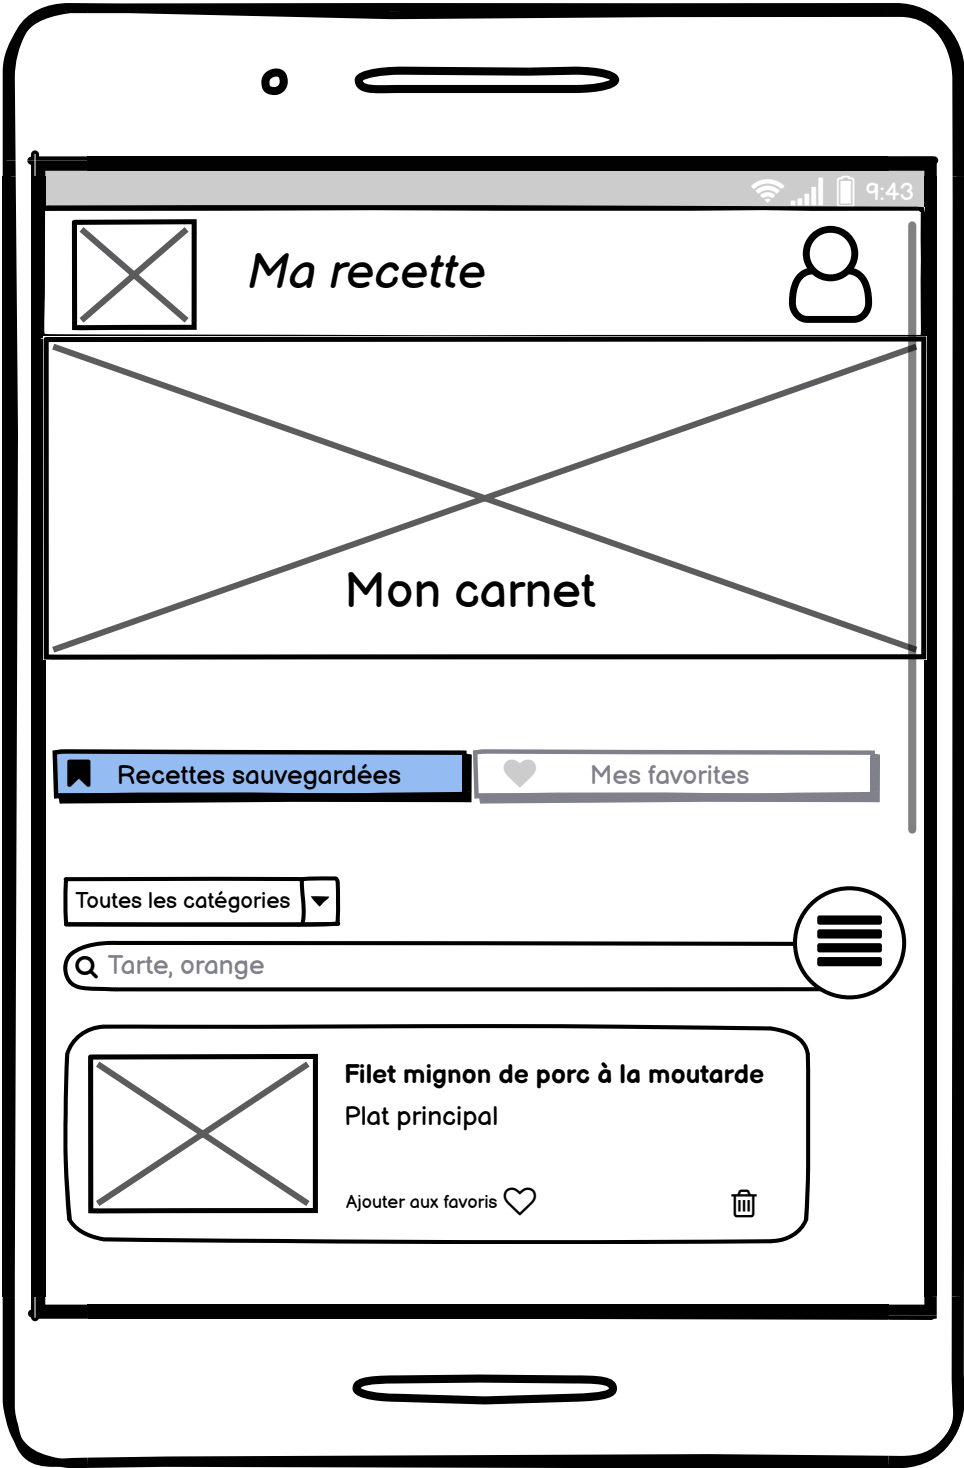 9:43
Ma recette
Mon carnet
Recettes sauvegardées
Mes favorites
Toutes les catégories
Tarte, orange
Filet mignon de porc à la moutarde
Plat principal
Ajouter aux favoris